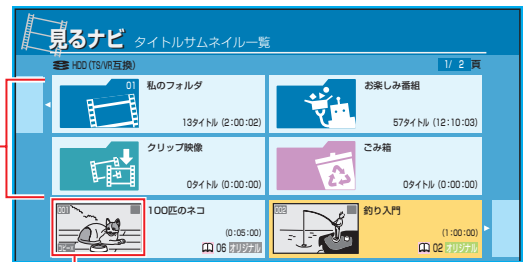 見るナビ タイトルサムネイル一覧
HDD(TS/VR互換) 1/ 2 頁
01 私のフォルダ
13タイトル (2:00:02)
お楽しみ番組
57タイトル (12:10:03)
クリップ映像
0タイトル (0:00:00)
ごみ箱
0タイトル (0:00:00)
001 100匹のネコ
(0:05:00)
06 オリジナル
002 釣り入門
(1:00:00)
02 オリジナル